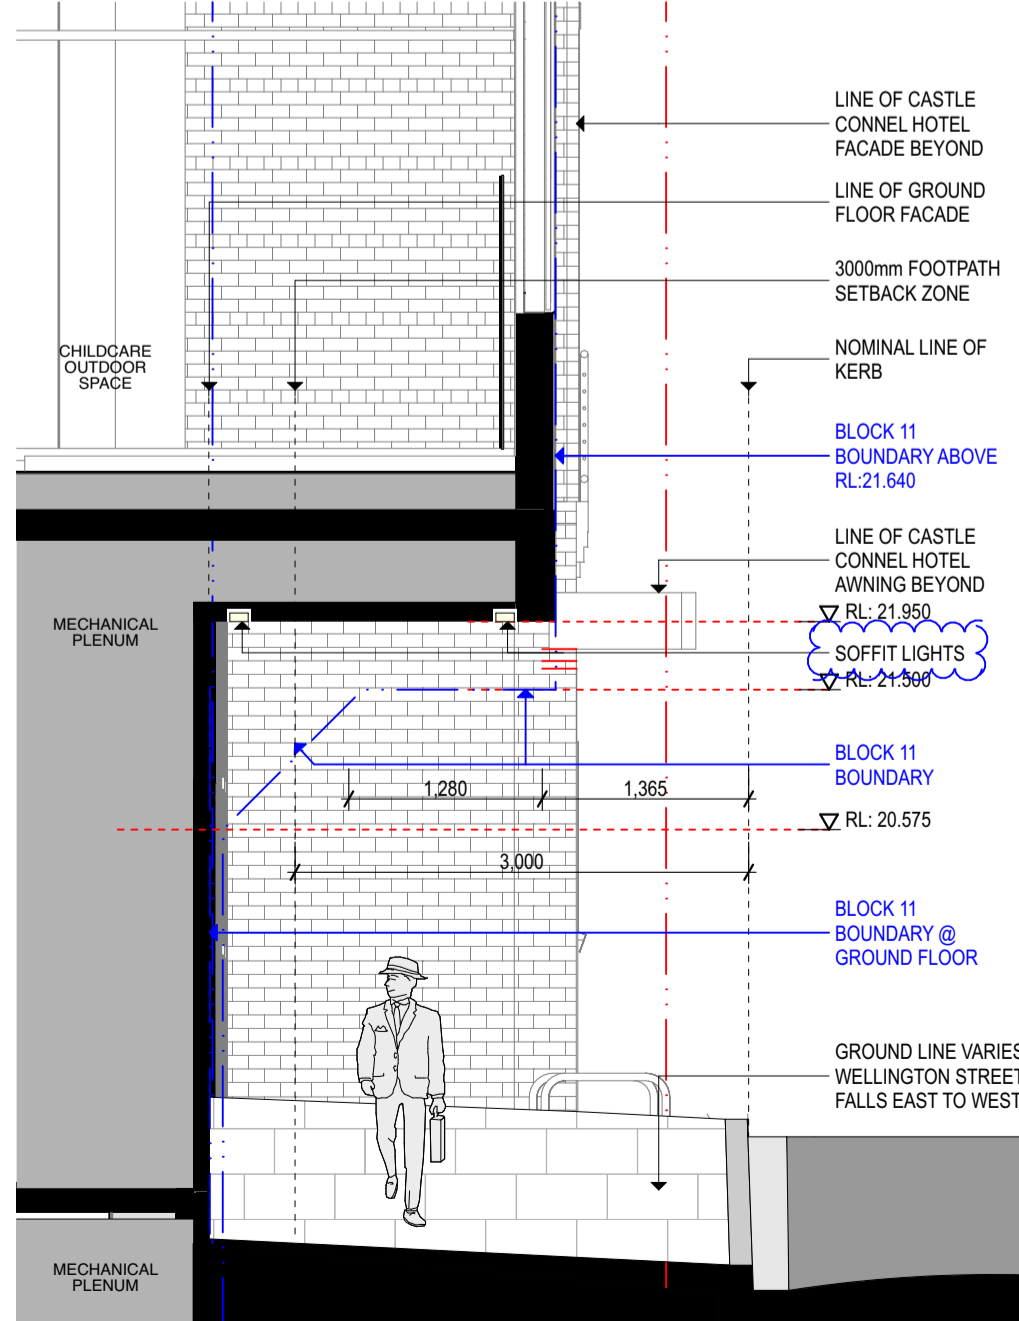 LINE OF CASTLE
CONNEL HOTEL
FACADE BEYOND
LINE OF GROUND
FLOOR FACADE
3000mm FOOTPATH
SETBACK ZONE
NOMINAL LINE OF
KERB
CHILDCARE
OUTDOOR
SPACE
BLOCK 11
BOUNDARY ABOVE
RL:21.640
LINE OF CASTLE
CONNEL HOTEL
AWNING BEYOND
RL: 21.950
MECHANICAL
PLENUM
SOFFIT LIGHTS
RL: 21.500
BLOCK 11
BOUNDARY
1,280
1,365
RL: 20.575
3,000
BLOCK 11
BOUNDARY @
GROUND FLOOR
GROUND LINE VARIES
WELLINGTON STREET
FALLS EAST TO WEST
MECHANICAL
PLENUM